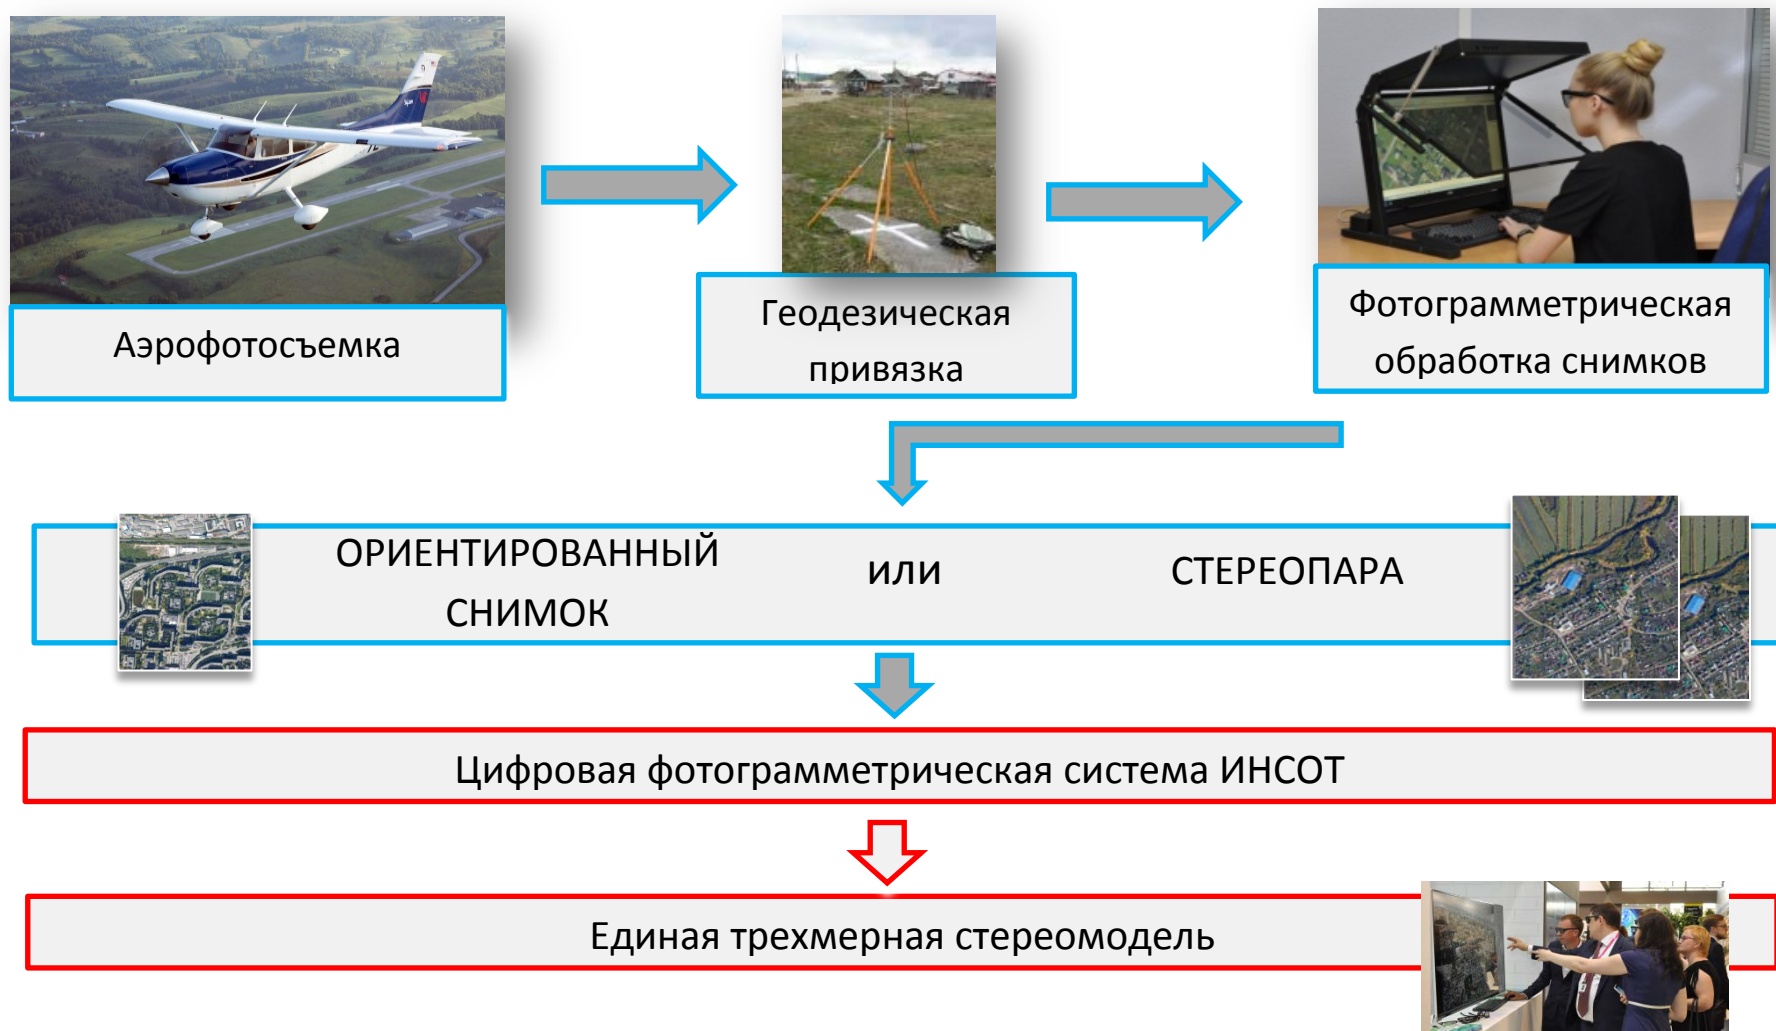 Аэрофотосъемка
Геодезическая
привязка
Фотограмметрическая
обработка снимков
ОРИЕНТИРОВАННЫЙ
СНИМОК
или
СТЕРЕОПАРА
Цифровая фотограмметрическая система ИНСОТ
Единая трехмерная стереомодель